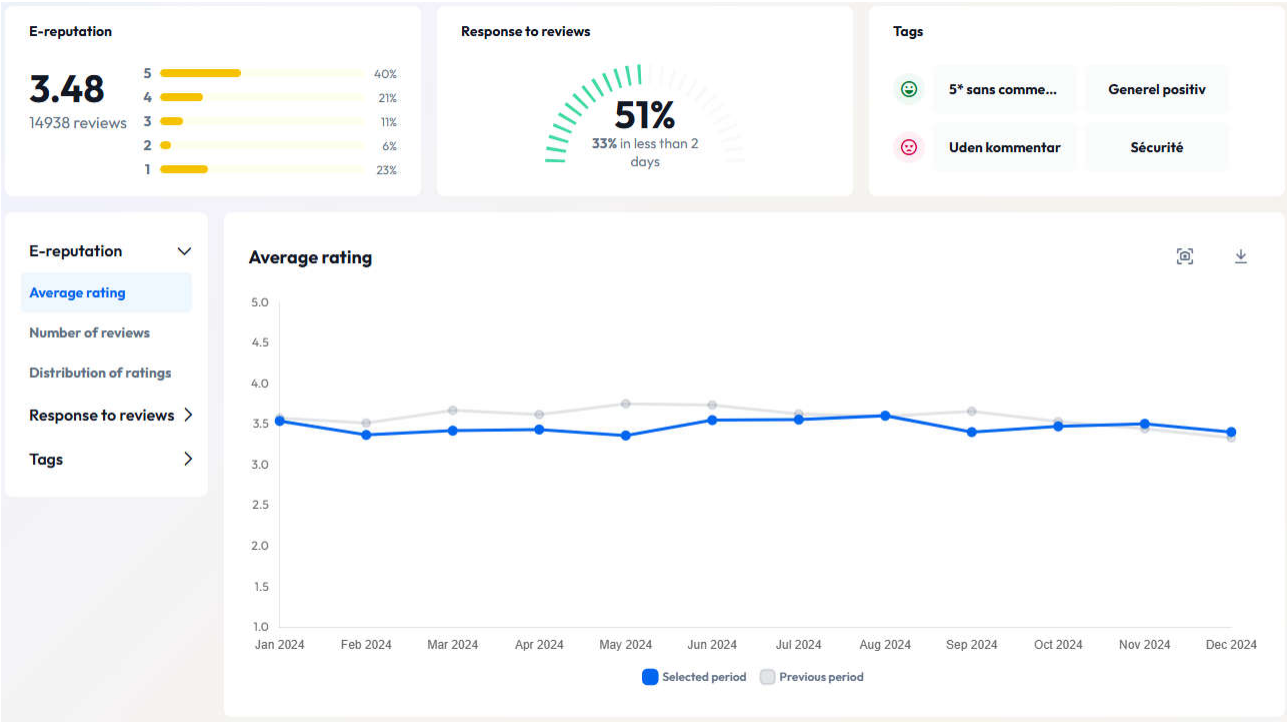 E-reputation
3.48
14938 reviews
5 40%
4 21%
3 11%
2 6%
1 23%
Response to reviews
51%
33% in less than 2
days
Tags
5* sans comme... Generel positiv
Uden kommentar Sécurité
E-reputation
Average rating
Number of reviews
Distribution of ratings
Response to reviews
Tags
Average rating
5.0
4.5
4.0
3.5
3.0
2.5
2.0
1.5
1.0
Jan 2024 Feb 2024 Mar 2024 Apr 2024 May 2024 Jun 2024 Jul 2024 Aug 2024 Sep 2024 Oct 2024 Nov 2024 Dec 2024
Selected period Previous period